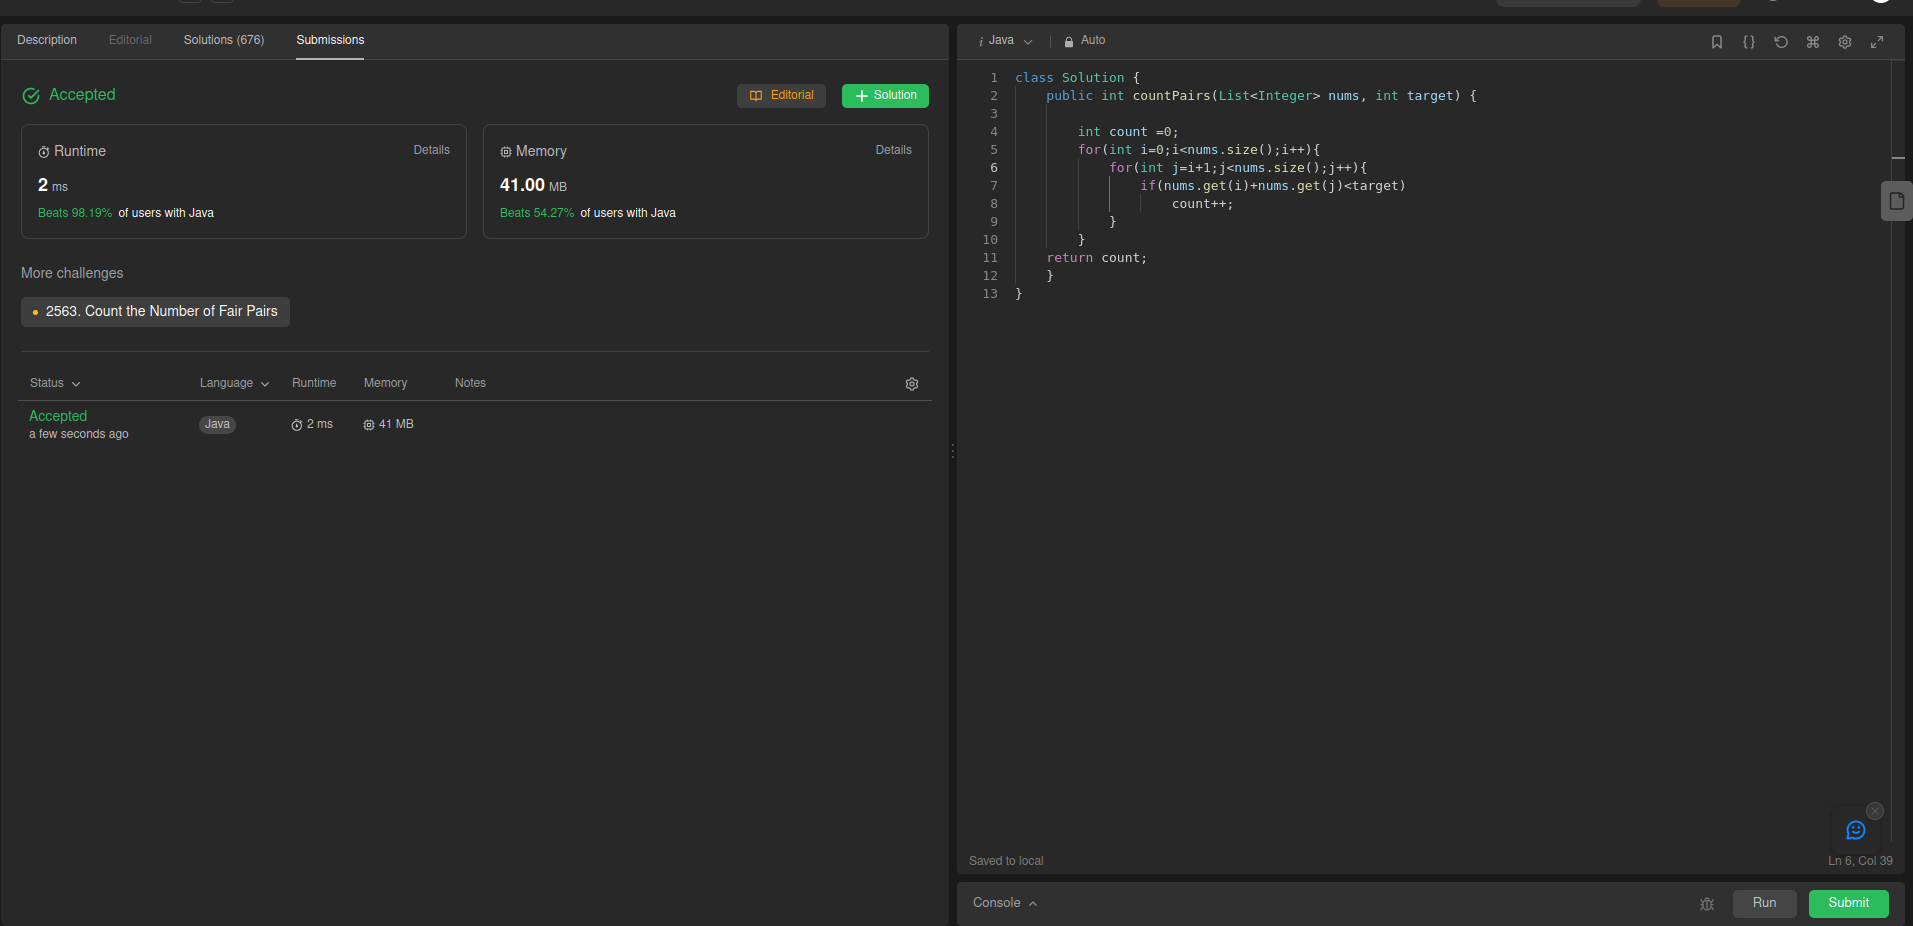 Description Editorial Solutions (676) Submissions
Accepted
Editorial
Solution
Runtime Details
2 ms
Beats 98.19% of users with Java
Memory Details
41.00 MB
Beats 54.27% of users with Java
More challenges
2563. Count the Number of Fair Pairs
Status Language Runtime Memory Notes
Accepted
a few seconds ago
Java 2 ms 41 MB
i Java Auto
1 class Solution {
2 public int countPairs(List<Integer> nums, int target) {
3
4 int count =0;
5 for(int i=0;i<nums.size();i++){
6 for(int j=i+1;j<nums.size();j++){
7 if(nums.get(i)+nums.get(j)<target)
8 count++;
9 }
10 }
11 return count;
12 }
13 }
Saved to local Ln 6, Col 39
Console Run Submit